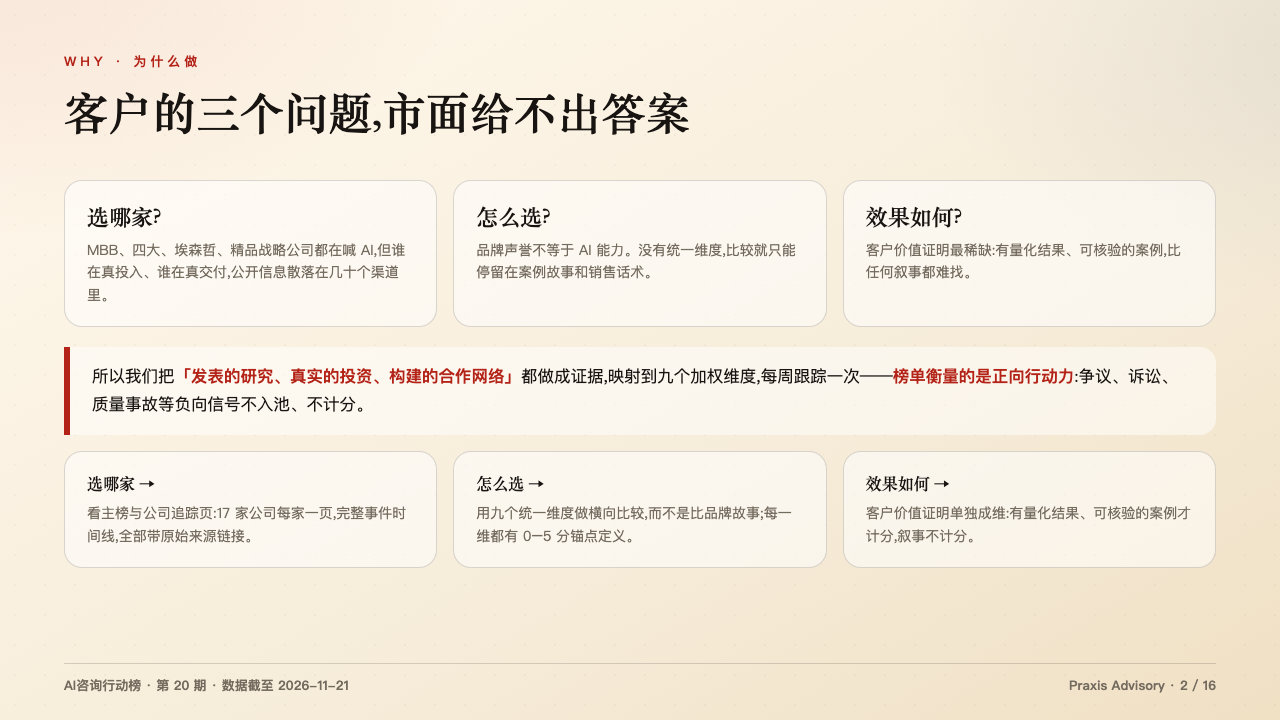 WHY · 为什么做
客户的三个问题,市面给不出答案
选哪家?
MBB、四大、埃森哲、精品战略公司都在喊 AI,但谁
在真投入、谁在真交付,公开信息散落在几十个渠道
里。
怎么选?
品牌声誉不等于 AI 能力。没有统一维度,比较就只能
停留在案例故事和销售话术。
效果如何?
客户价值证明最稀缺:有量化结果、可核验的案例,比
任何叙事都难找。
所以我们把「发表的研究、真实的投资、构建的合作网络」都做成证据,映射到九个加权维度,每周跟踪一次——榜单衡量的是正向行动力:争议、诉讼、
质量事故等负向信号不入池、不计分。
选哪家 →
看主榜与公司追踪页:17 家公司每家一页,完整事件时
间线,全部带原始来源链接。
怎么选 →
用九个统一维度做横向比较,而不是比品牌故事;每一
维都有 0—5 分锚点定义。
效果如何 →
客户价值证明单独成维:有量化结果、可核验的案例才
计分,叙事不计分。
AI咨询行动榜 · 第 20 期 · 数据截至 2026-11-21
Praxis Advisory · 2 / 16